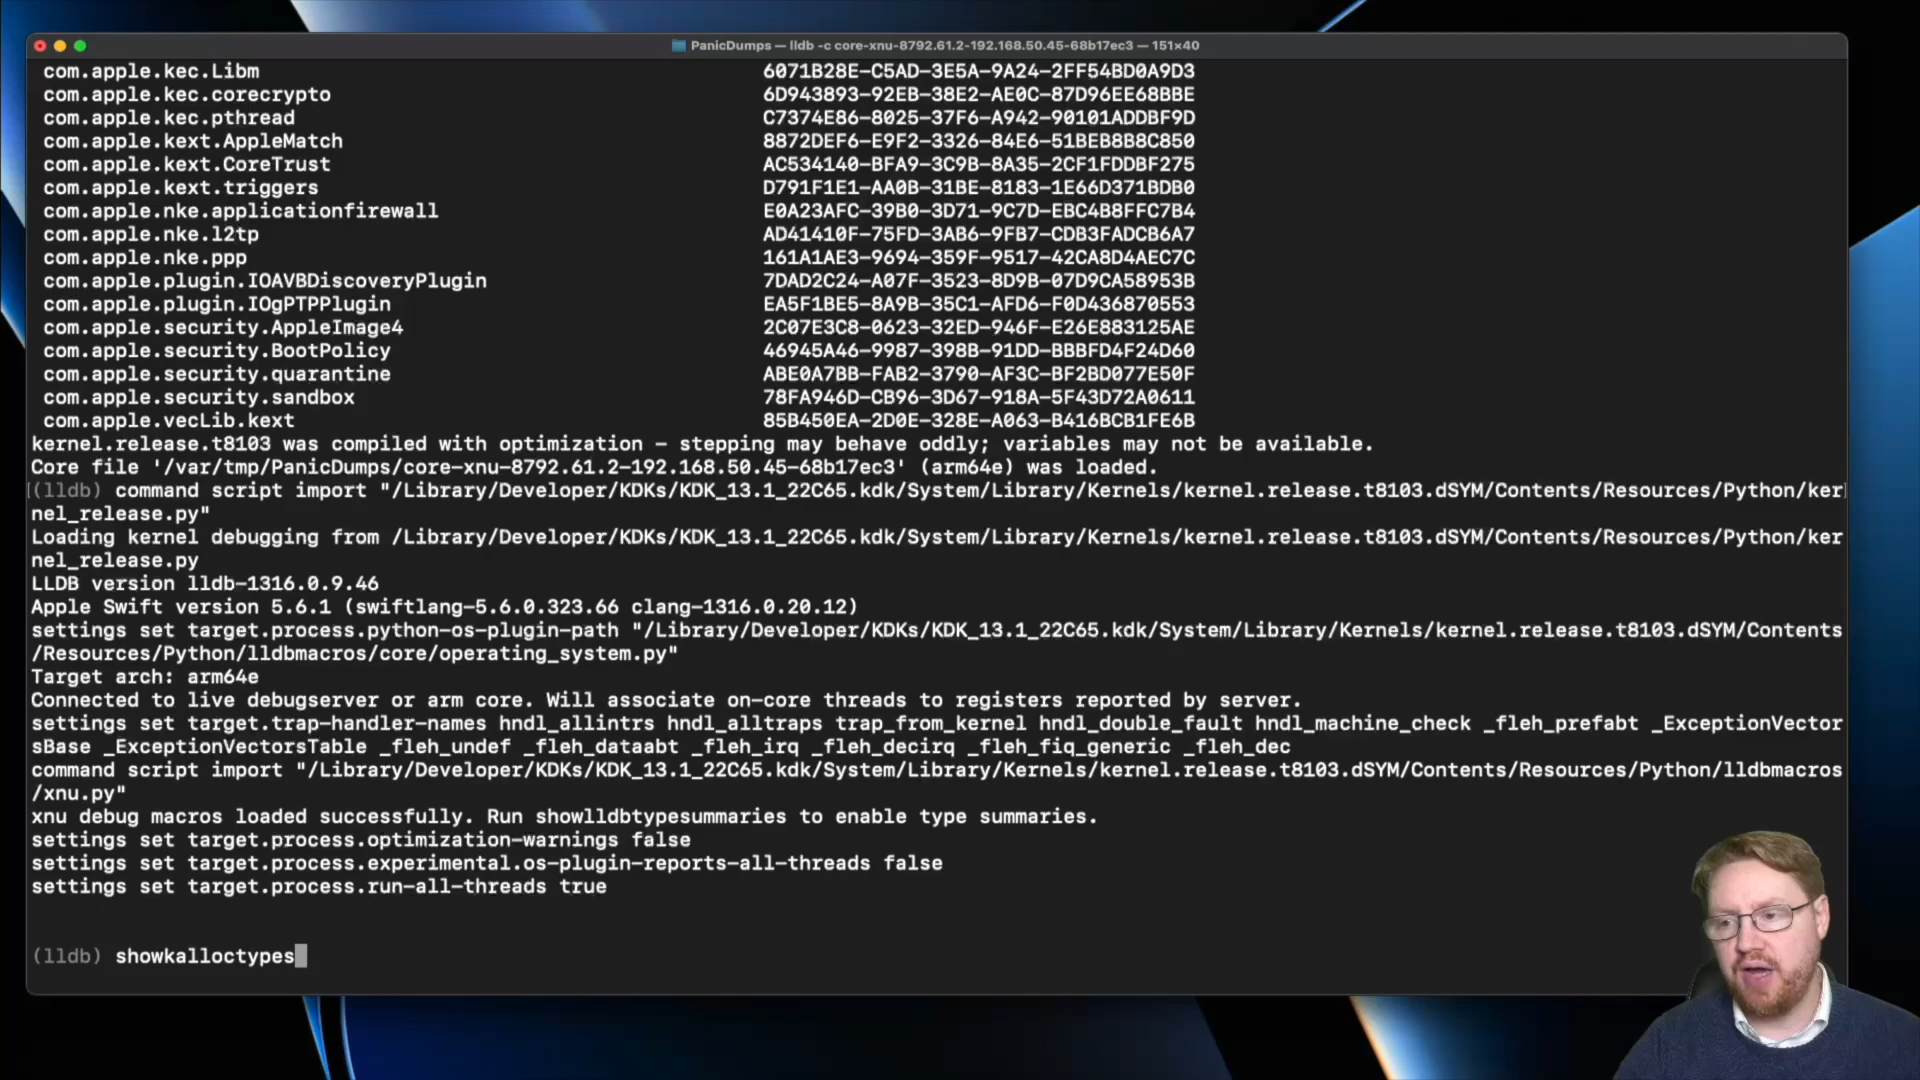 PanicDumps — lldb -c core-xnu-8792.61.2-192.168.50.45-68b17ec3 — 151×40
com.apple.kec.Libm 6071B28E-C5AD-3E5A-9A24-2FF54BD0A9D3
com.apple.kec.corecrypto 6D943893-92EB-38E2-AE0C-87D96EE68BBE
com.apple.kec.pthread C7374E86-8025-37F6-A942-90101ADDBF9D
com.apple.kext.AppleMatch 8872DEF6-E9F2-3326-84E6-51BEB8B8C850
com.apple.kext.CoreTrust AC534140-BFA9-3C9B-8A35-2CF1FDDBF275
com.apple.kext.triggers D791F1E1-AA0B-31BE-8183-1E66D371BDB0
com.apple.nke.applicationfirewall E0A23AFC-39B0-3D71-9C7D-EBC4B8FFC7B4
com.apple.nke.l2tp AD41410F-75FD-3AB6-9FB7-CDB3FADCB6A7
com.apple.nke.ppp 161A1AE3-9694-359F-9517-42CA8D4AEC7C
com.apple.plugin.IOAVBDiscoveryPlugin 7DAD2C24-A07F-3523-8D9B-07D9CA58953B
com.apple.plugin.IOgPTPPlugin EA5F1BE5-8A9B-35C1-AFD6-F0D436870553
com.apple.security.AppleImage4 2C07E3C8-0623-32ED-946F-E26E883125AE
com.apple.security.BootPolicy 46945A46-9987-398B-91DD-BBBFD4F24D60
com.apple.security.quarantine ABE0A7BB-FAB2-3790-AF3C-BF2BD077E50F
com.apple.security.sandbox 78FA946D-CB96-3D67-918A-5F43D72A0611
com.apple.vecLib.kext 85B450EA-2D0E-328E-A063-B416BCB1FE6B
kernel.release.t8103 was compiled with optimization - stepping may behave oddly; variables may not be available.
Core file '/var/tmp/PanicDumps/core-xnu-8792.61.2-192.168.50.45-68b17ec3' (arm64e) was loaded.
[(lldb) command script import "/Library/Developer/KDKs/KDK_13.1_22C65.kdk/System/Library/Kernels/kernel.release.t8103.dSYM/Contents/Resources/Python/ker
nel_release.py"
Loading kernel debugging from /Library/Developer/KDKs/KDK_13.1_22C65.kdk/System/Library/Kernels/kernel.release.t8103.dSYM/Contents/Resources/Python/ker
nel_release.py
LLDB version lldb-1316.0.9.46
Apple Swift version 5.6.1 (swiftlang-5.6.0.323.66 clang-1316.0.20.12)
settings set target.process.python-os-plugin-path "/Library/Developer/KDKs/KDK_13.1_22C65.kdk/System/Library/Kernels/kernel.release.t8103.dSYM/Contents
/Resources/Python/lldbmacros/core/operating_system.py"
Target arch: arm64e
Connected to live debugserver or arm core. Will associate on-core threads to registers reported by server.
settings set target.trap-handler-names hndl_allintrs hndl_alltraps trap_from_kernel hndl_double_fault hndl_machine_check _fleh_prefabt _ExceptionVector
sBase _ExceptionVectorsTable _fleh_undef _fleh_dataabt _fleh_irq _fleh_decirq _fleh_fiq_generic _fleh_dec
command script import "/Library/Developer/KDKs/KDK_13.1_22C65.kdk/System/Library/Kernels/kernel.release.t8103.dSYM/Contents/Resources/Python/lldbmacros
/xnu.py"
xnu debug macros loaded successfully. Run showlldbtypesummaries to enable type summaries.
settings set target.process.optimization-warnings false
settings set target.process.experimental.os-plugin-reports-all-threads false
settings set target.process.run-all-threads true
(lldb) showkalloctypes